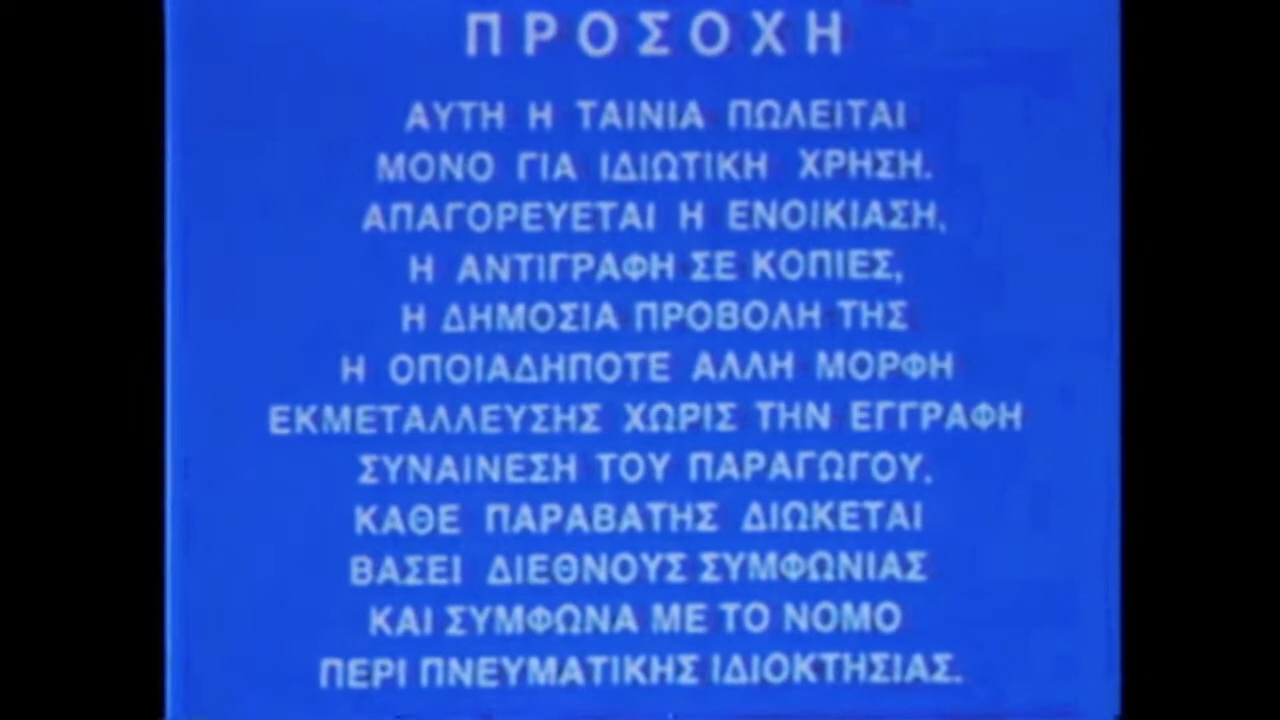 ΠΡΟΣΟΧΗ
ΑΥΤΗ Η ΤΑΙΝΙΑ ΠΩΛΕΙΤΑΙ
ΜΟΝΟ ΓΙΑ ΙΔΙΩΤΙΚΗ ΧΡΗΣΗ.
ΑΠΑΓΟΡΕΥΕΤΑΙ Η ΕΝΟΙΚΙΑΣΗ,
Η ΑΝΤΙΓΡΑΦΗ ΣΕ ΚΟΠΙΕΣ,
Η ΔΗΜΟΣΙΑ ΠΡΟΒΟΛΗ ΤΗΣ
Η ΟΠΟΙΑΔΗΠΟΤΕ ΑΛΛΗ ΜΟΡΦΗ
ΕΚΜΕΤΑΛΛΕΥΣΗΣ ΧΩΡΙΣ ΤΗΝ ΕΓΓΡΑΦΗ
ΣΥΝΑΙΝΕΣΗ ΤΟΥ ΠΑΡΑΓΩΓΟΥ.
ΚΑΘΕ ΠΑΡΑΒΑΤΗΣ ΔΙΩΚΕΤΑΙ
ΒΑΣΕΙ ΔΙΕΘΝΟΥΣ ΣΥΜΦΩΝΙΑΣ
ΚΑΙ ΣΥΜΦΩΝΑ ΜΕ ΤΟ ΝΟΜΟ
ΠΕΡΙ ΠΝΕΥΜΑΤΙΚΗΣ ΙΔΙΟΚΤΗΣΙΑΣ.